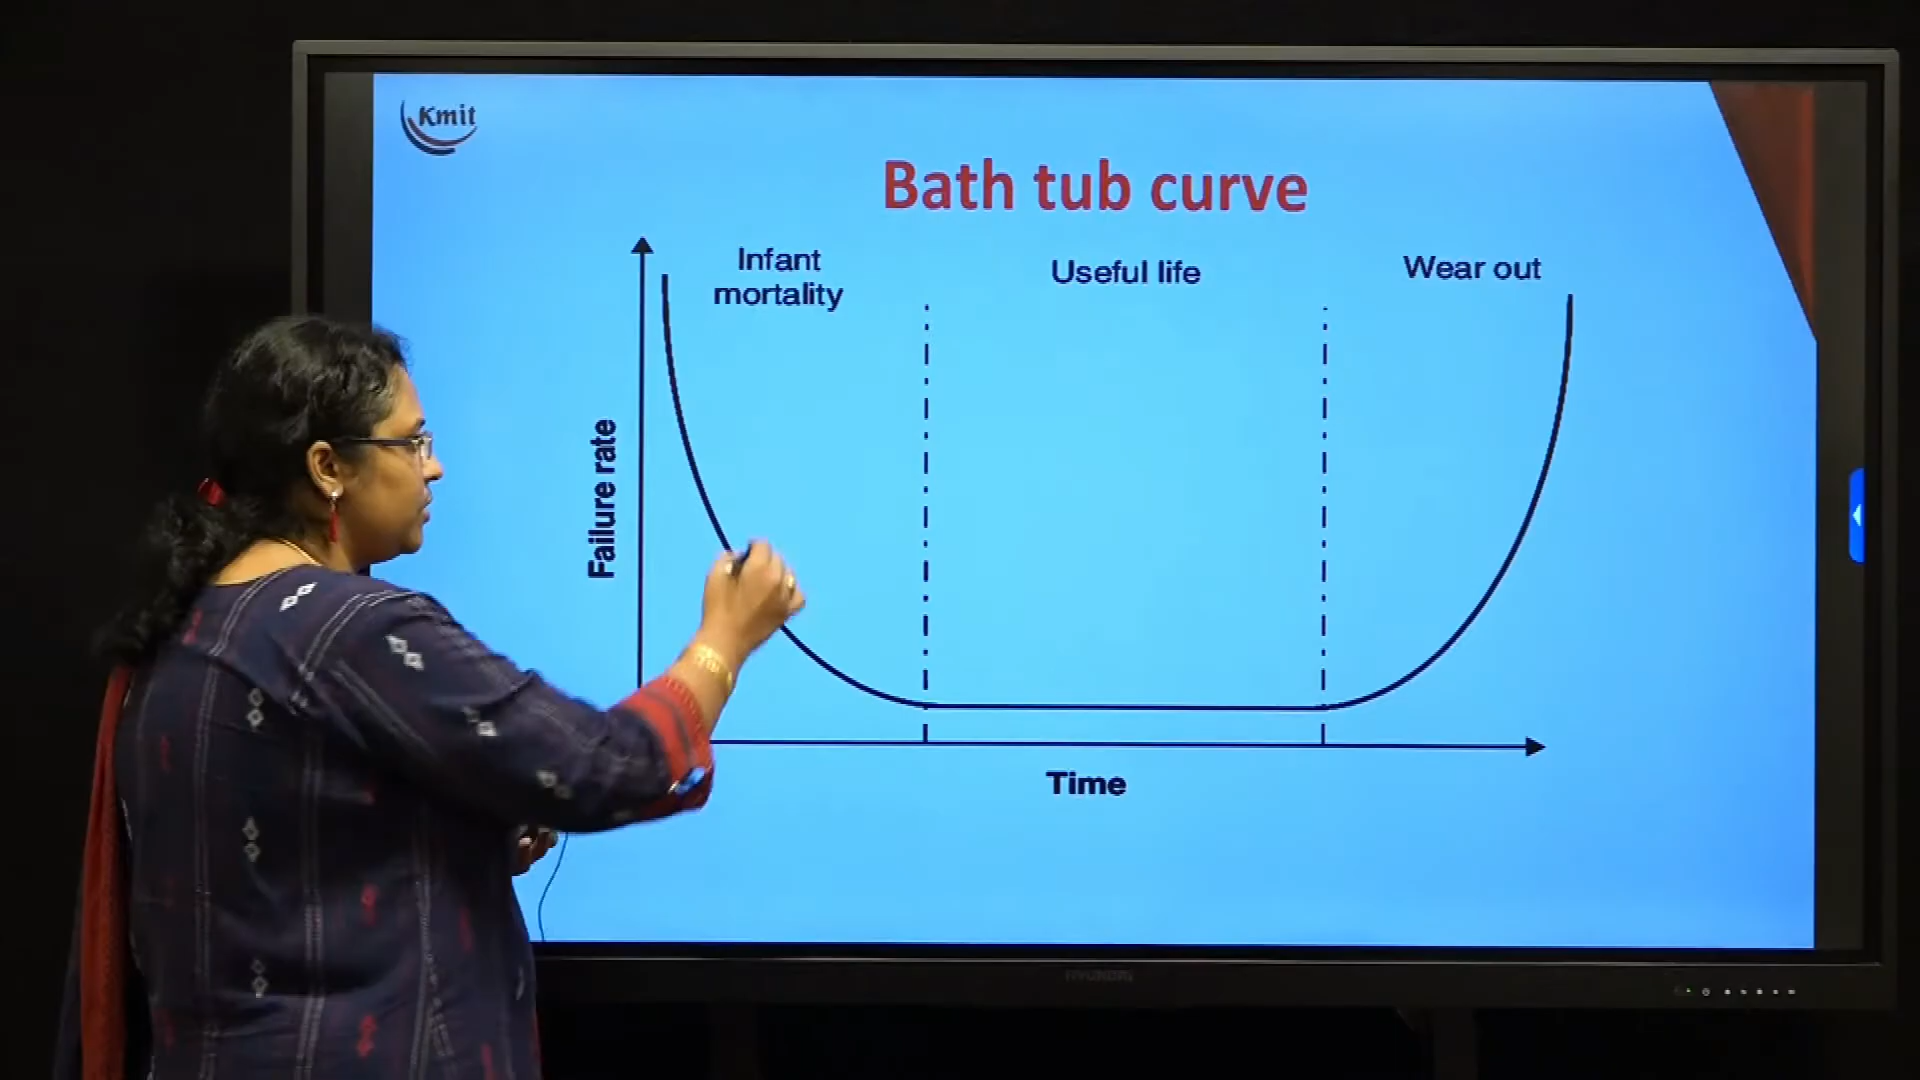 Kmit
Bath tub curve
Infant
mortality
Useful life
Wear out
Failure rate
Time
HYUNDAI